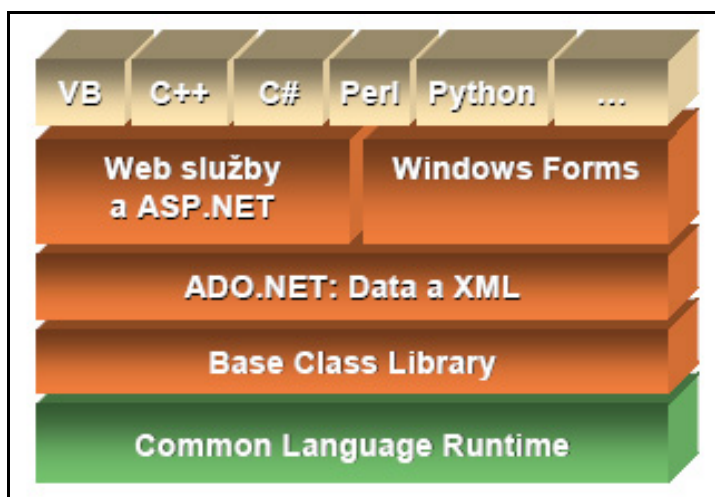 VB C++ C# Perl Python ...
Web služby Windows Forms
a ASP.NET
ADO.NET: Data a XML
Base Class Library
Common Language Runtime